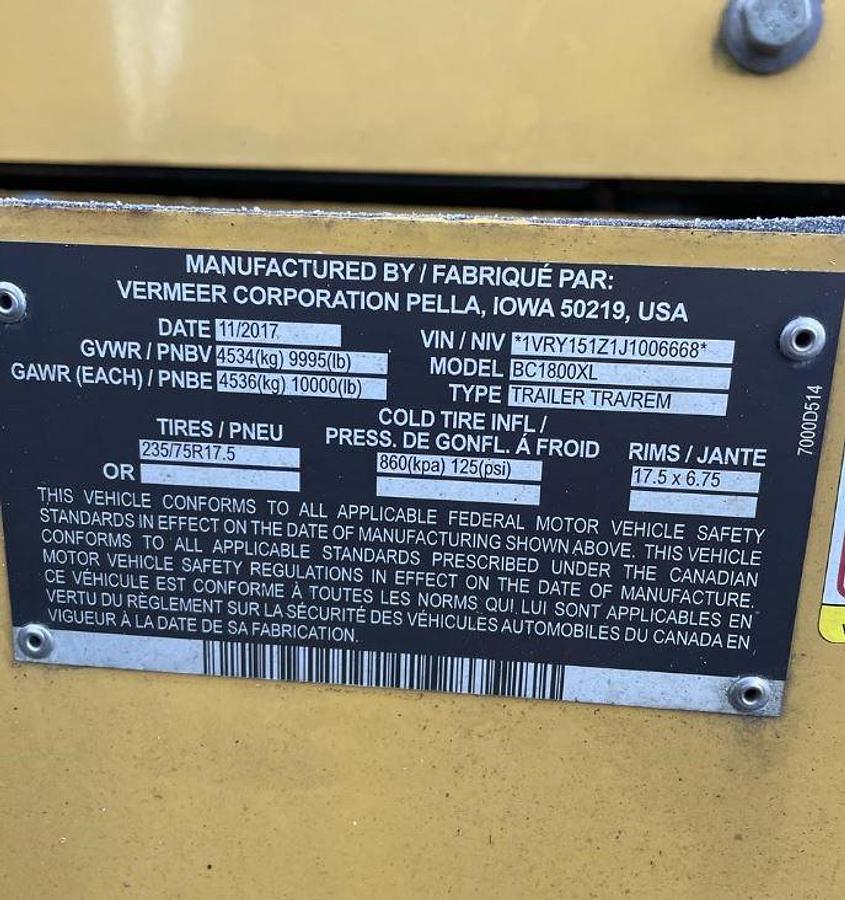 MANUFACTURED BY / FABRIQUÉ PAR:
VERMEER CORPORATION PELLA, IOWA 50219, USA
DATE 11/2017
VIN / NIV *1VRY151Z1J1006668*
GVWR / PNBV 4534(kg) 9995(lb)
MODEL BC1800XL
GAWR (EACH) / PNBE 4536(kg) 10000(lb)
TYPE TRAILER TRA/REM
TIRES / PNEU
235/75R17.5
OR
COLD TIRE INFL /
PRESS. DE GONFL. Á FROID
860(kpa) 125(psi)
RIMS / JANTE
17.5 x 6.75
7000D514
THIS VEHICLE CONFORMS TO ALL APPLICABLE FEDERAL MOTOR VEHICLE SAFETY
STANDARDS IN EFFECT ON THE DATE OF MANUFACTURING SHOWN ABOVE. THIS VEHICLE
CONFORMS TO ALL APPLICABLE STANDARDS PRESCRIBED UNDER THE CANADIAN
MOTOR VEHICLE SAFETY REGULATIONS IN EFFECT ON THE DATE OF MANUFACTURE.
CE VÉHICULE EST CONFORME À TOUTES LES NORMS QUI LUI SONT APPLICABLES EN
VERTU DU RÈGLEMENT SUR LA SÉCURITÉ DES VÉHICULES AUTOMOBILES DU CANADA EN
VIGUEUR À LA DATE DE SA FABRICATION.